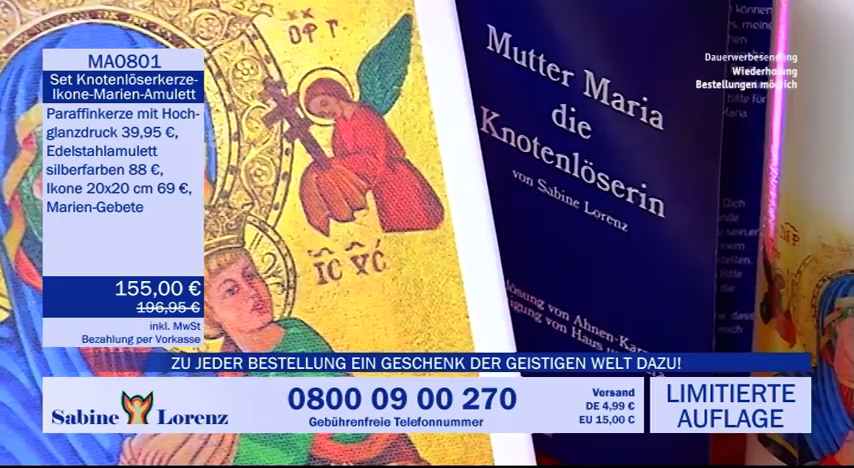 MA0801
Set Knotenlöserkerze-
Ikone-Marien-Amulett
Paraffinkerze mit Hoch-
glanzdruck 39,95 €,
Edelstahlamulett
silberfarben 88 €,
Ikone 20x20 cm 69 €,
Marien-Gebete
155,00 €
196,95 €
inkl. MwSt
Bezahlung per Vorkasse
Mutter Maria
die
Knotenlöserin
von Sabine Lorenz
Dauerwerbesendung
Wiederholung
Bestellungen möglich
ZU JEDER BESTELLUNG EIN GESCHENK DER GEISTIGEN WELT DAZU!
Sabine Lorenz
0800 09 00 270
Gebührenfreie Telefonnummer
Versand
DE 4,99 €
EU 15,00 €
LIMITIERTE
AUFLAGE